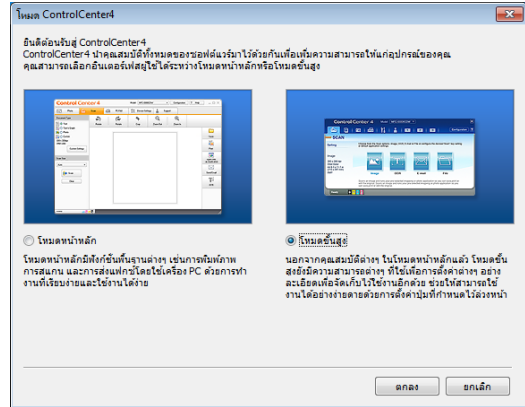 โหมด ControlCenter4
ยินดีต้อนรับสู่ ControlCenter4
ControlCenter4 นำคุณสมบัติทั้งหมดของซอฟต์แวร์มาไว้ด้วยกันเพื่อเพิ่มความสามารถให้แก่อุปกรณ์ของคุณ
คุณสามารถเลือกอินเตอร์เฟสผู้ใช้ได้ระหว่างโหมดหน้าหลักหรือโหมดขั้นสูง
ControlCenter 4
ControlCenter 4
SCAN
Image
OCR
E-mail
File
โหมดหน้าหลัก
โหมดขั้นสูง
โหมดหน้าหลักมีฟังก์ชันพื้นฐานต่างๆ เช่นการพิมพ์ภาพ
การสแกน และการส่งแฟกซ์โดยใช้เครื่อง PC ด้วยการทำ
งานที่เรียบง่ายและใช้งานได้ง่าย
นอกจากคุณสมบัติต่างๆ ในโหมดหน้าหลักแล้ว โหมดขั้น
สูงยังมีความสามารถต่างๆ ที่ใช้เพื่อการตั้งค่าต่างๆ อย่าง
ละเอียดเพื่อจัดเก็บไว้ใช้งานอีกด้วย ช่วยให้สามารถใช้
งานได้อย่างง่ายดายด้วยการตั้งค่าปุ่มที่กำหนดไว้ล่วงหน้า
ตกลง
ยกเลิก